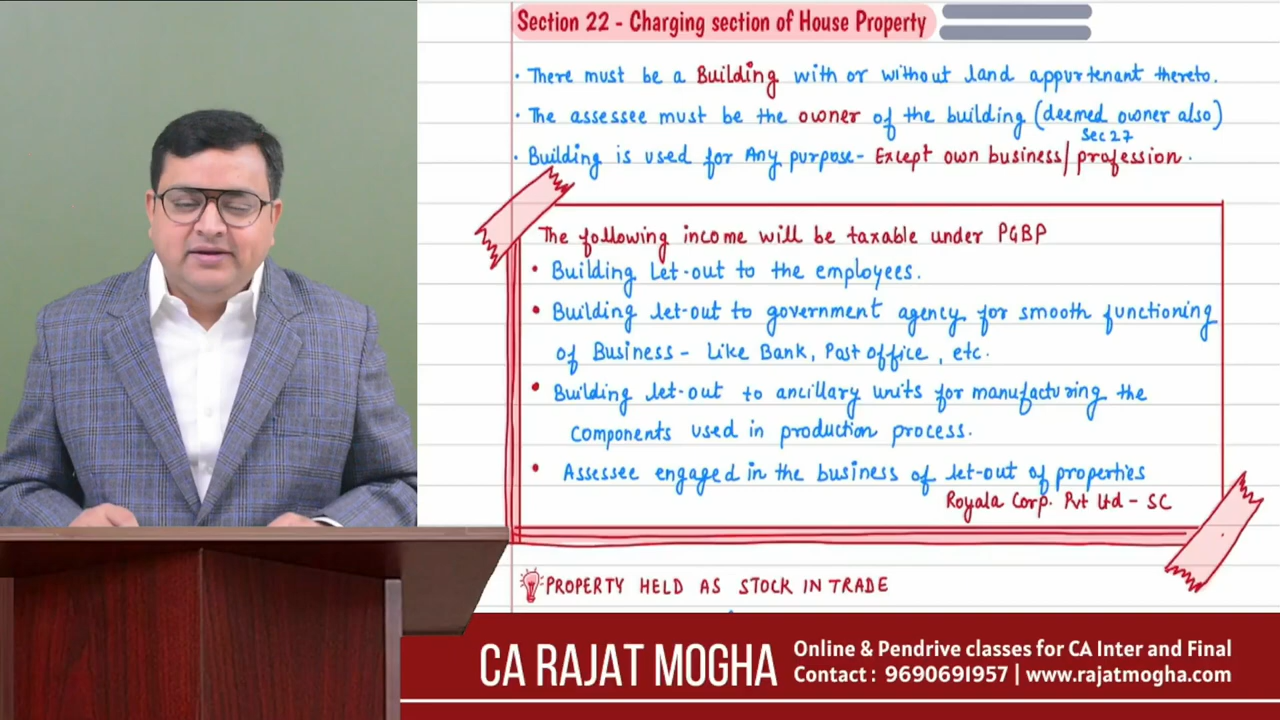 Section 22 - Charging section of House Property
· There must be a Building with or without land appurtenant thereto.
· The assessee must be the owner of the building (deemed owner also)
Sec 27
· Building is used for Any purpose- Except own business/profession.
The following income will be taxable under PGBP
• Building Let-out to the employees.
• Building let-out to government agency for smooth functioning
of Business - Like Bank, Post office, etc.
• Building let-out to ancillary units for manufacturing the
components used in production process.
• Assessee engaged in the business of let-out of properties
Royala Corp. Pvt Ltd - SC
PROPERTY HELD AS STOCK IN TRADE
CA RAJAT MOGHA
Online & Pendrive classes for CA Inter and Final
Contact : 9690691957 | www.rajatmogha.com